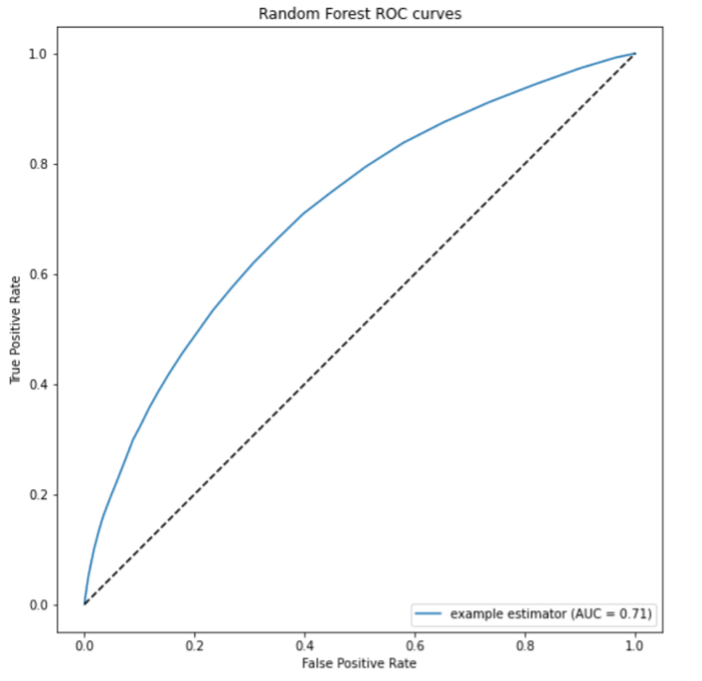 Random Forest ROC curves
1.0
0.8
0.6
0.4
0.2
0.0
True Positive Rate
example estimator (AUC = 0.71)
0.0 0.2 0.4 0.6 0.8 1.0
False Positive Rate